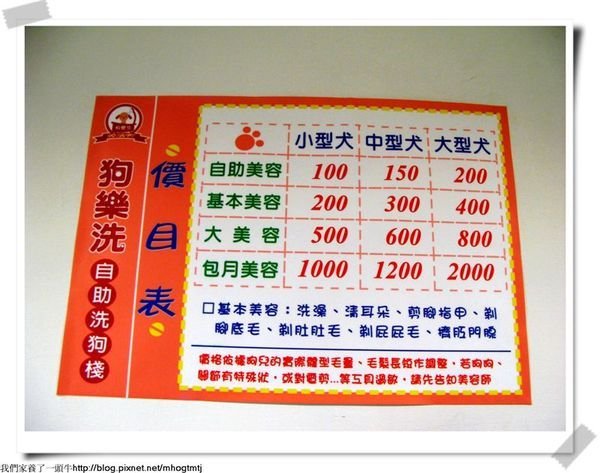 狗樂洗
自助洗狗棧
價目表
小型犬 中型犬 大型犬
自助美容 100 150 200
基本美容 200 300 400
大美容 500 600 800
包月美容 1000 1200 2000
□基本美容：洗澡、清耳朵、剪腳指甲、剃
腳底毛、剃肚肚毛、剃屁屁毛、擠肛門腺
價格依據狗兒的實際體型毛量、毛髮長短作調整，若狗狗、
關節有特殊狀，或對電剪...等工具過敏，請先告知美容師
我們家養了一頭牛http://blog.pixnet.net/mhogtmtj